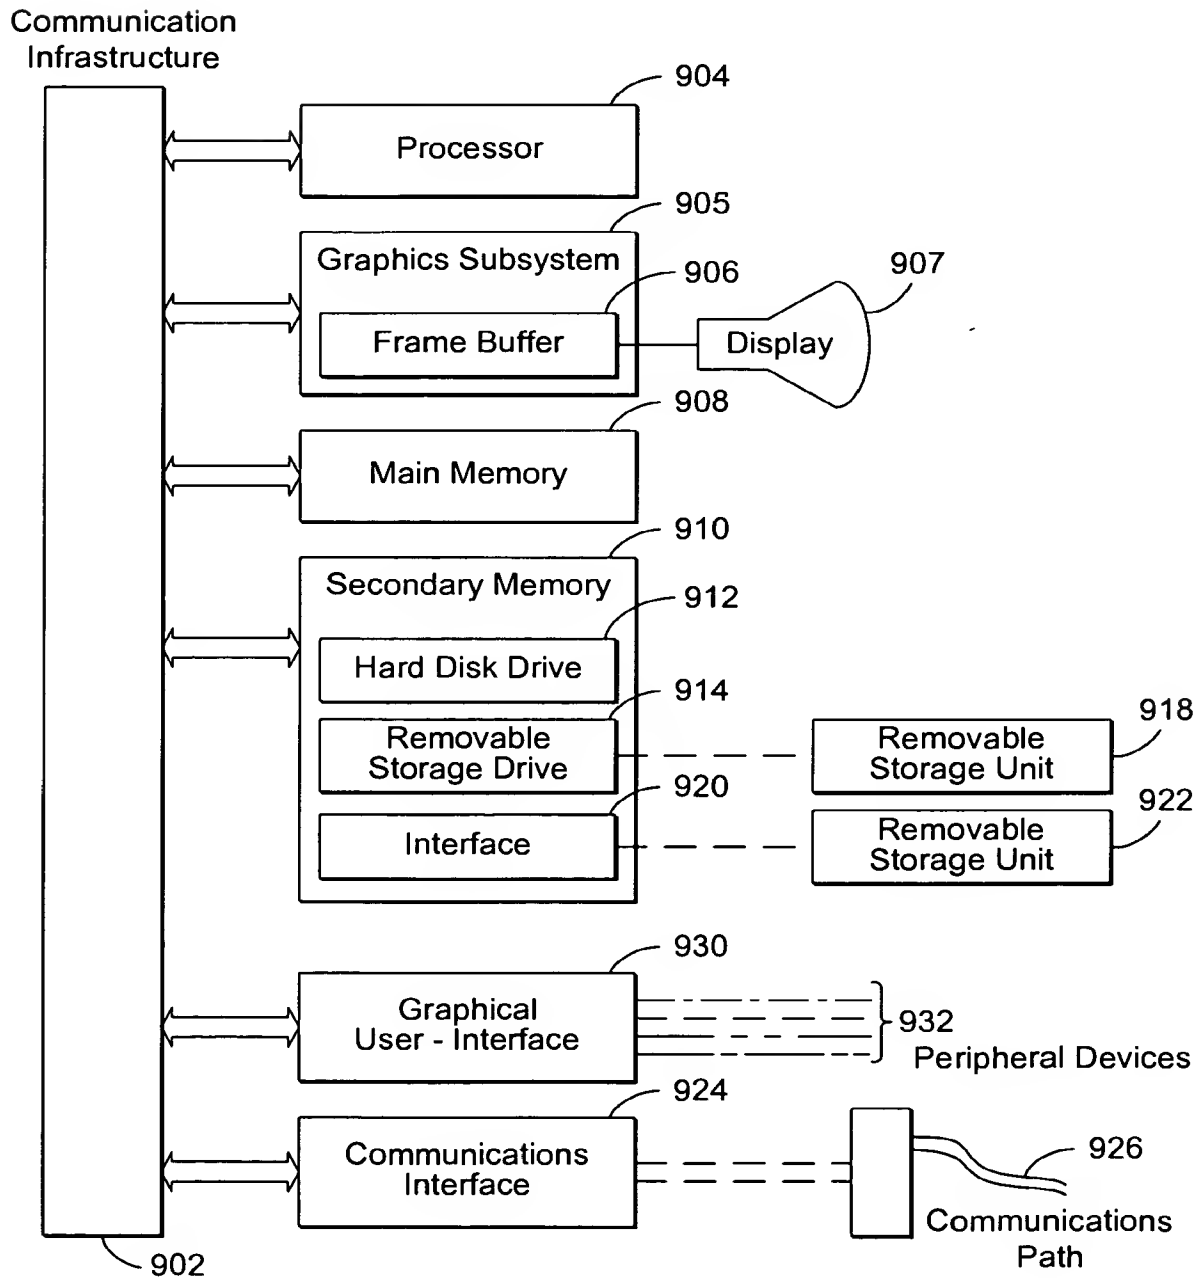 Communication
Infrastructure
904
Processor
905
Graphics Subsystem
906
907
Frame Buffer
Display
908
Main Memory
910
Secondary Memory
912
Hard Disk Drive
914
918
Removable
Storage Drive
Removable
Storage Unit
920
922
Interface
Removable
Storage Unit
930
Graphical
User - Interface
932
Peripheral Devices
924
Communications
Interface
926
Communications
Path
902